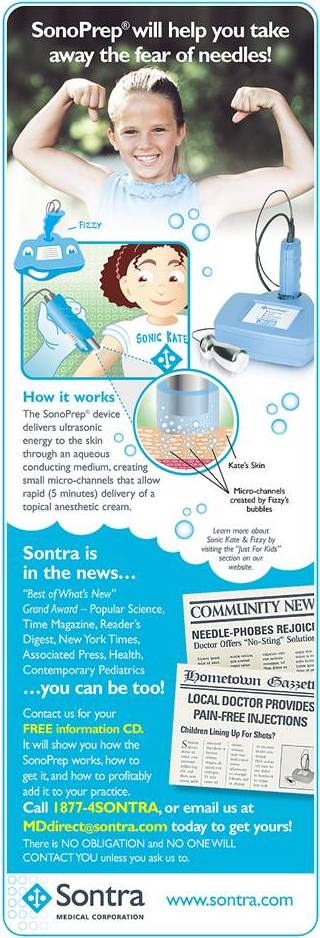 SonoPrep® will help you take
away the fear of needles!
FIZZY
SONIC KATE
How it works
The SonoPrep® device
delivers ultrasonic
energy to the skin
through an aqueous
conducting medium, creating
small micro-channels that allow
rapid (5 minutes) delivery of a
topical anesthetic cream.
Kate's Skin
Micro-channels
created by Fizzy's
bubbles
Learn more about
Sonic Kate & Fizzy by
visiting the "Just For Kids"
section on our
website.
Sontra is
in the news…
"Best of What's New"
Grand Award – Popular Science,
Time Magazine, Reader's
Digest, New York Times,
Associated Press, Health,
Contemporary Pediatrics
…you can be too!
COMMUNITY NEW
NEEDLE-PHOBES REJOIC
Doctor Offers "No-Sting" Solution
Hometown Gazett
LOCAL DOCTOR PROVIDES
PAIN-FREE INJECTIONS
Children Lining Up For Shots?
Contact us for your
FREE information CD.
It will show you how the
SonoPrep works, how to
get it, and how to profitably
add it to your practice.
Call 1877-4SONTRA, or email us at
MDdirect@sontra.com today to get yours!
There is NO OBLIGATION and NO ONE WILL
CONTACT YOU unless you ask us to.
Sontra
MEDICAL CORPORATION
www.sontra.com